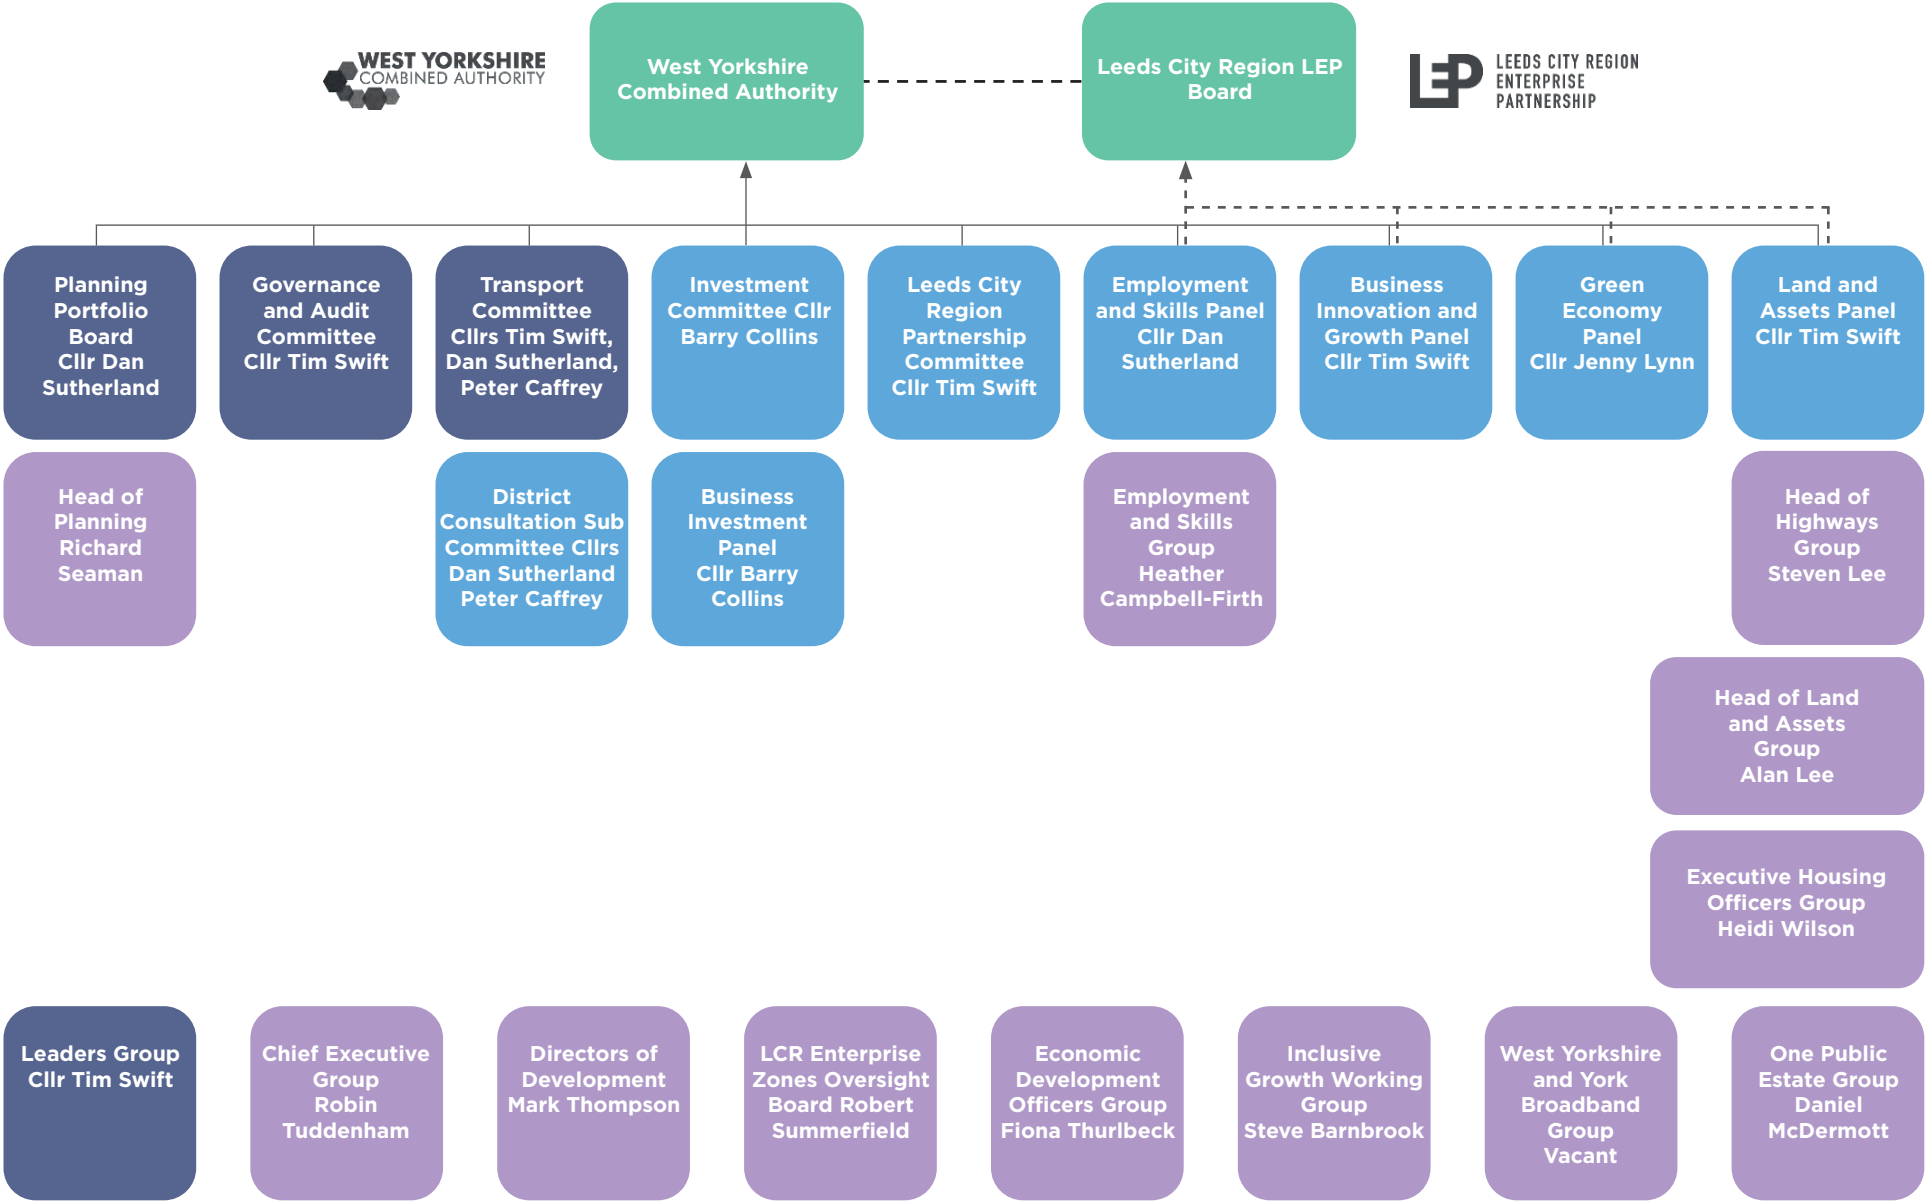 WEST YORKSHIRE
COMBINED AUTHORITY
West Yorkshire
Combined Authority
Leeds City Region LEP
Board
LEP
LEEDS CITY REGION
ENTERPRISE
PARTNERSHIP
Planning
Portfolio
Board
Cllr Dan
Sutherland
Governance
and Audit
Committee
Cllr Tim Swift
Transport
Committee
Cllrs Tim Swift,
Dan Sutherland,
Peter Caffrey
Investment
Committee Cllr
Barry Collins
Leeds City
Region
Partnership
Committee
Cllr Tim Swift
Employment
and Skills Panel
Cllr Dan
Sutherland
Business
Innovation and
Growth Panel
Cllr Tim Swift
Green
Economy
Panel
Cllr Jenny Lynn
Land and
Assets Panel
Cllr Tim Swift
Head of
Planning
Richard
Seaman
District
Consultation Sub
Committee Cllrs
Dan Sutherland
Peter Caffrey
Business
Investment
Panel
Cllr Barry
Collins
Employment
and Skills
Group
Heather
Campbell-Firth
Head of
Highways
Group
Steven Lee
Head of Land
and Assets
Group
Alan Lee
Executive Housing
Officers Group
Heidi Wilson
Leaders Group
Cllr Tim Swift
Chief Executive
Group
Robin
Tuddenham
Directors of
Development
Mark Thompson
LCR Enterprise
Zones Oversight
Board Robert
Summerfield
Economic
Development
Officers Group
Fiona Thurlbeck
Inclusive
Growth Working
Group
Steve Barnbrook
West Yorkshire
and York
Broadband
Group
Vacant
One Public
Estate Group
Daniel
McDermott